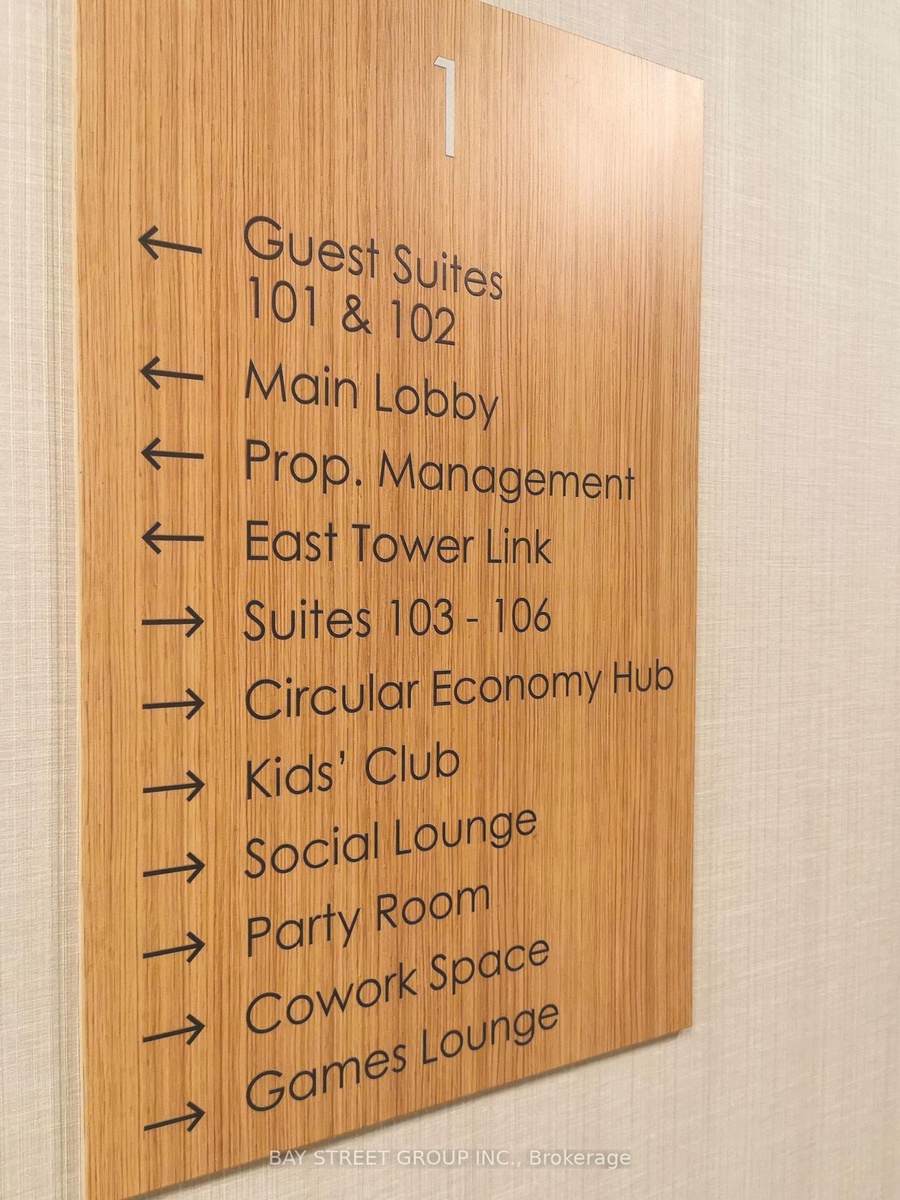 1
← Guest Suites
101 & 102
← Main Lobby
← Prop. Management
← East Tower Link
→ Suites 103 - 106
→ Circular Economy Hub
→ Kids’ Club
→ Social Lounge
→ Party Room
→ Cowork Space
→ Games Lounge
BAY STREET GROUP INC., Brokerage